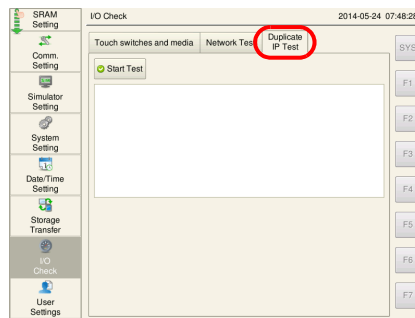 SRAM
Setting
I/O Check
2014-05-24 07:48:28
Comm.
Setting
Simulator
Setting
System
Setting
Date/Time
Setting
Storage
Transfer
I/O
Check
User
Settings
Touch switches and media
Network Test
Duplicate
IP Test
Start Test
SYS
F1
F2
F3
F4
F5
F6
F7